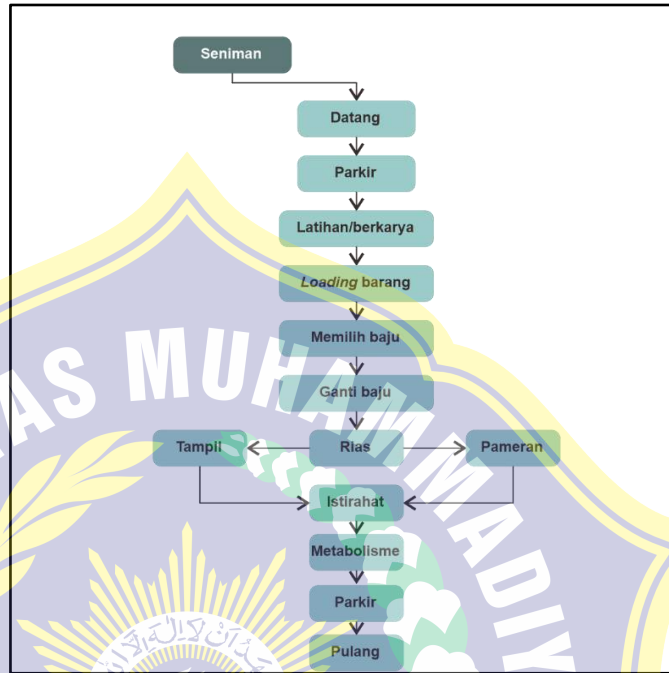 Seniman
Datang
Parkir
Latihan/berkarya
Loading barang
Memilih baju
Ganti baju
Tampil
Rias
Pameran
Istirahat
Metabolisme
Parkir
Pulang
AS MUHAMMADIY